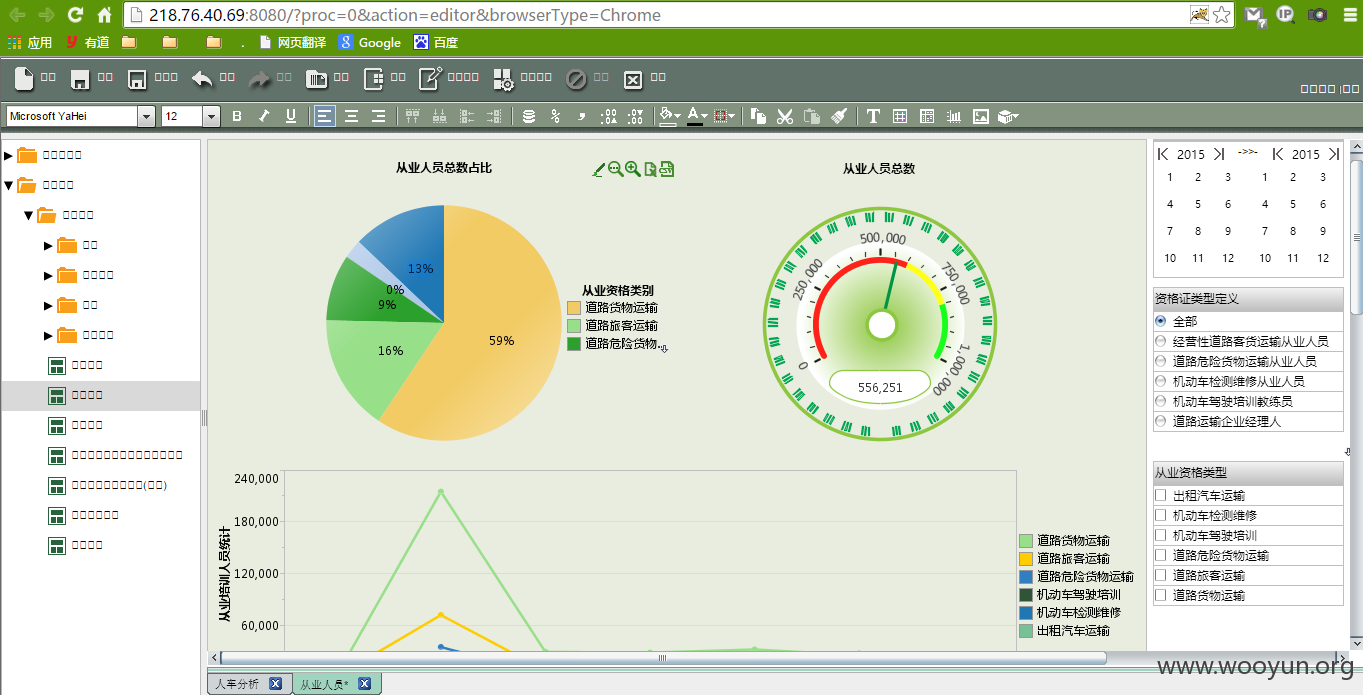 218.76.40.69:8080/?proc=0&action=editor&browserType=Chrome
应用 有道 . 网页翻译 Google 百度
Microsoft YaHei 12
从业人员总数占比
13%
0%
9%
16%
59%
从业资格类别
道路货物运输
道路旅客运输
道路危险货物..
从业人员总数
0
250,000
500,000
750,000
1,000,000
556,251
2015 ->>- 2015
1 2 3 1 2 3
4 5 6 4 5 6
7 8 9 7 8 9
10 11 12 10 11 12
资格证类型定义
全部
经营性道路客货运输从业人员
道路危险货物运输从业人员
机动车检测维修从业人员
机动车驾驶培训教练员
道路运输企业经理人
从业资格类型
出租汽车运输
机动车检测维修
机动车驾驶培训
道路危险货物运输
道路旅客运输
道路货物运输
从业培训人员统计
240,000
180,000
120,000
60,000
道路货物运输
道路旅客运输
道路危险货物运输
机动车驾驶培训
机动车检测维修
出租汽车运输
人车分析 从业人员*
www.wooyun.org